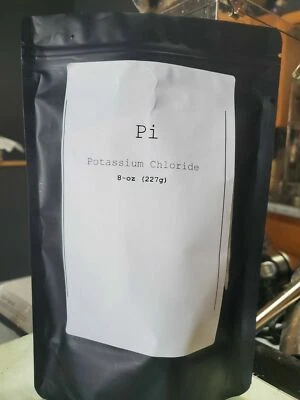 Pi
Potassium Chloride
8-oz (227g)